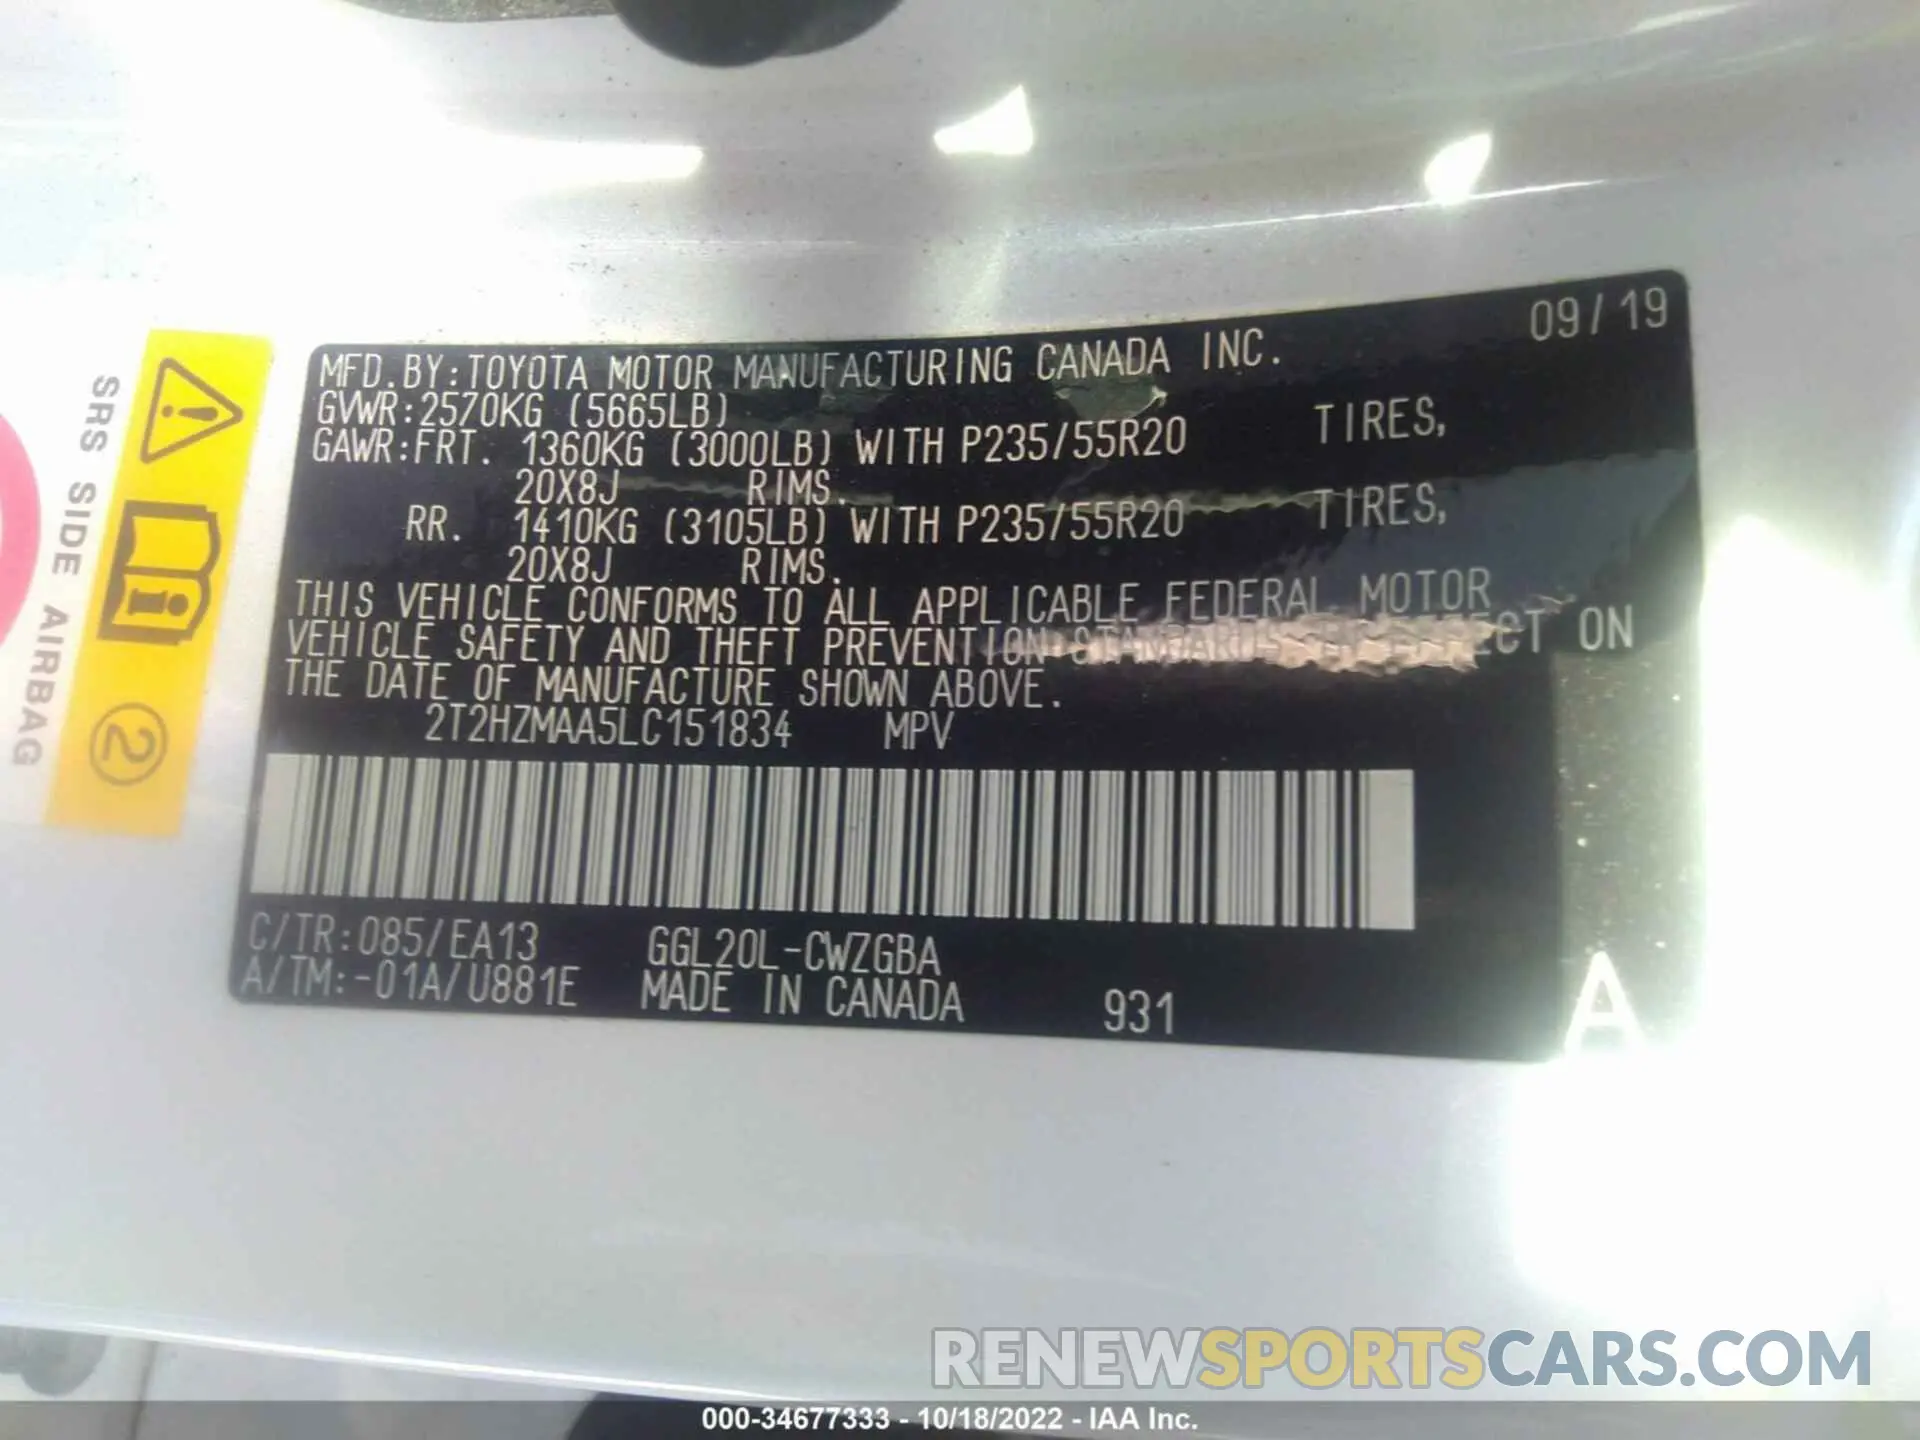 09/19
MFD.BY:TOYOTA MOTOR MANUFACTURING CANADA INC.
GVWR:2570KG (5665LB)
GAWR:FRT. 1360KG (3000LB) WITH P235/55R20 TIRES,
20X8J RIMS.
RR. 1410KG (3105LB) WITH P235/55R20 TIRES,
20X8J RIMS.
THIS VEHICLE CONFORMS TO ALL APPLICABLE FEDERAL MOTOR
VEHICLE SAFETY AND THEFT PREVENTION STANDARDS IN EFFECT ON
THE DATE OF MANUFACTURE SHOWN ABOVE.
2T2HZMAA5LC151834 MPV
C/TR:085/EA13 GGL20L-CWZGBA
A/TM:-01A/U881E MADE IN CANADA 931
A
SRS SIDE AIRBAG
2
RENEWSPORTSCARS.COM
000-34677333 - 10/18/2022 - IAA Inc.